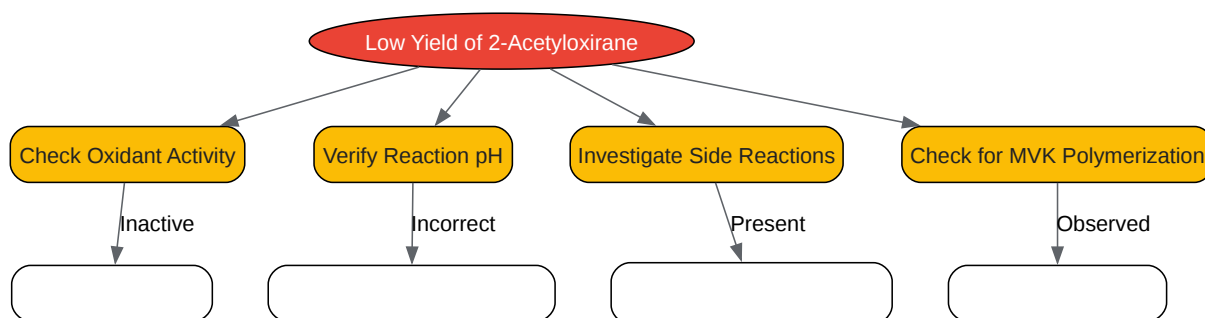 Low Yield of 2-Acetyloxirane
Check Oxidant Activity
Verify Reaction pH
Investigate Side Reactions
Check for MVK Polymerization
Inactive
Incorrect
Present
Observed